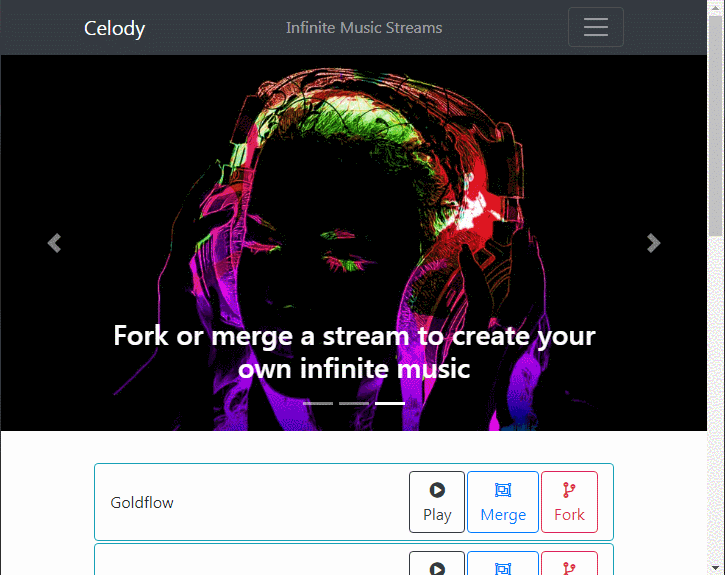 Celody
Infinite Music Streams
Fork or merge a stream to create your
own infinite music
Goldflow
Play
Merge
Fork